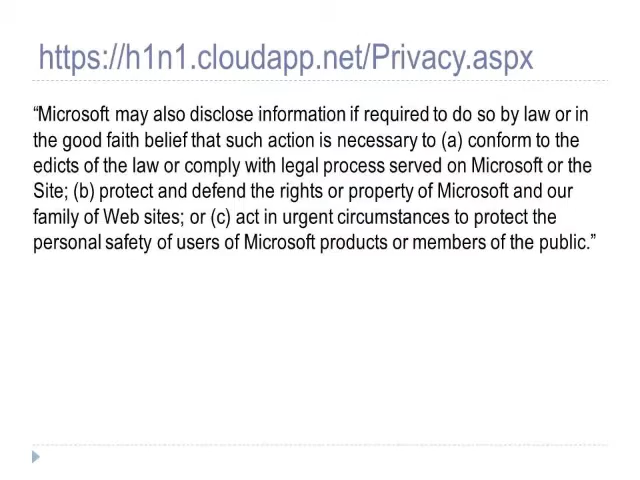 https://h1n1.cloudapp.net/Privacy.aspx
“Microsoft may also disclose information if required to do so by law or in
the good faith belief that such action is necessary to (a) conform to the
edicts of the law or comply with legal process served on Microsoft or the
Site; (b) protect and defend the rights or property of Microsoft and our
family of Web sites; or (c) act in urgent circumstances to protect the
personal safety of users of Microsoft products or members of the public.”